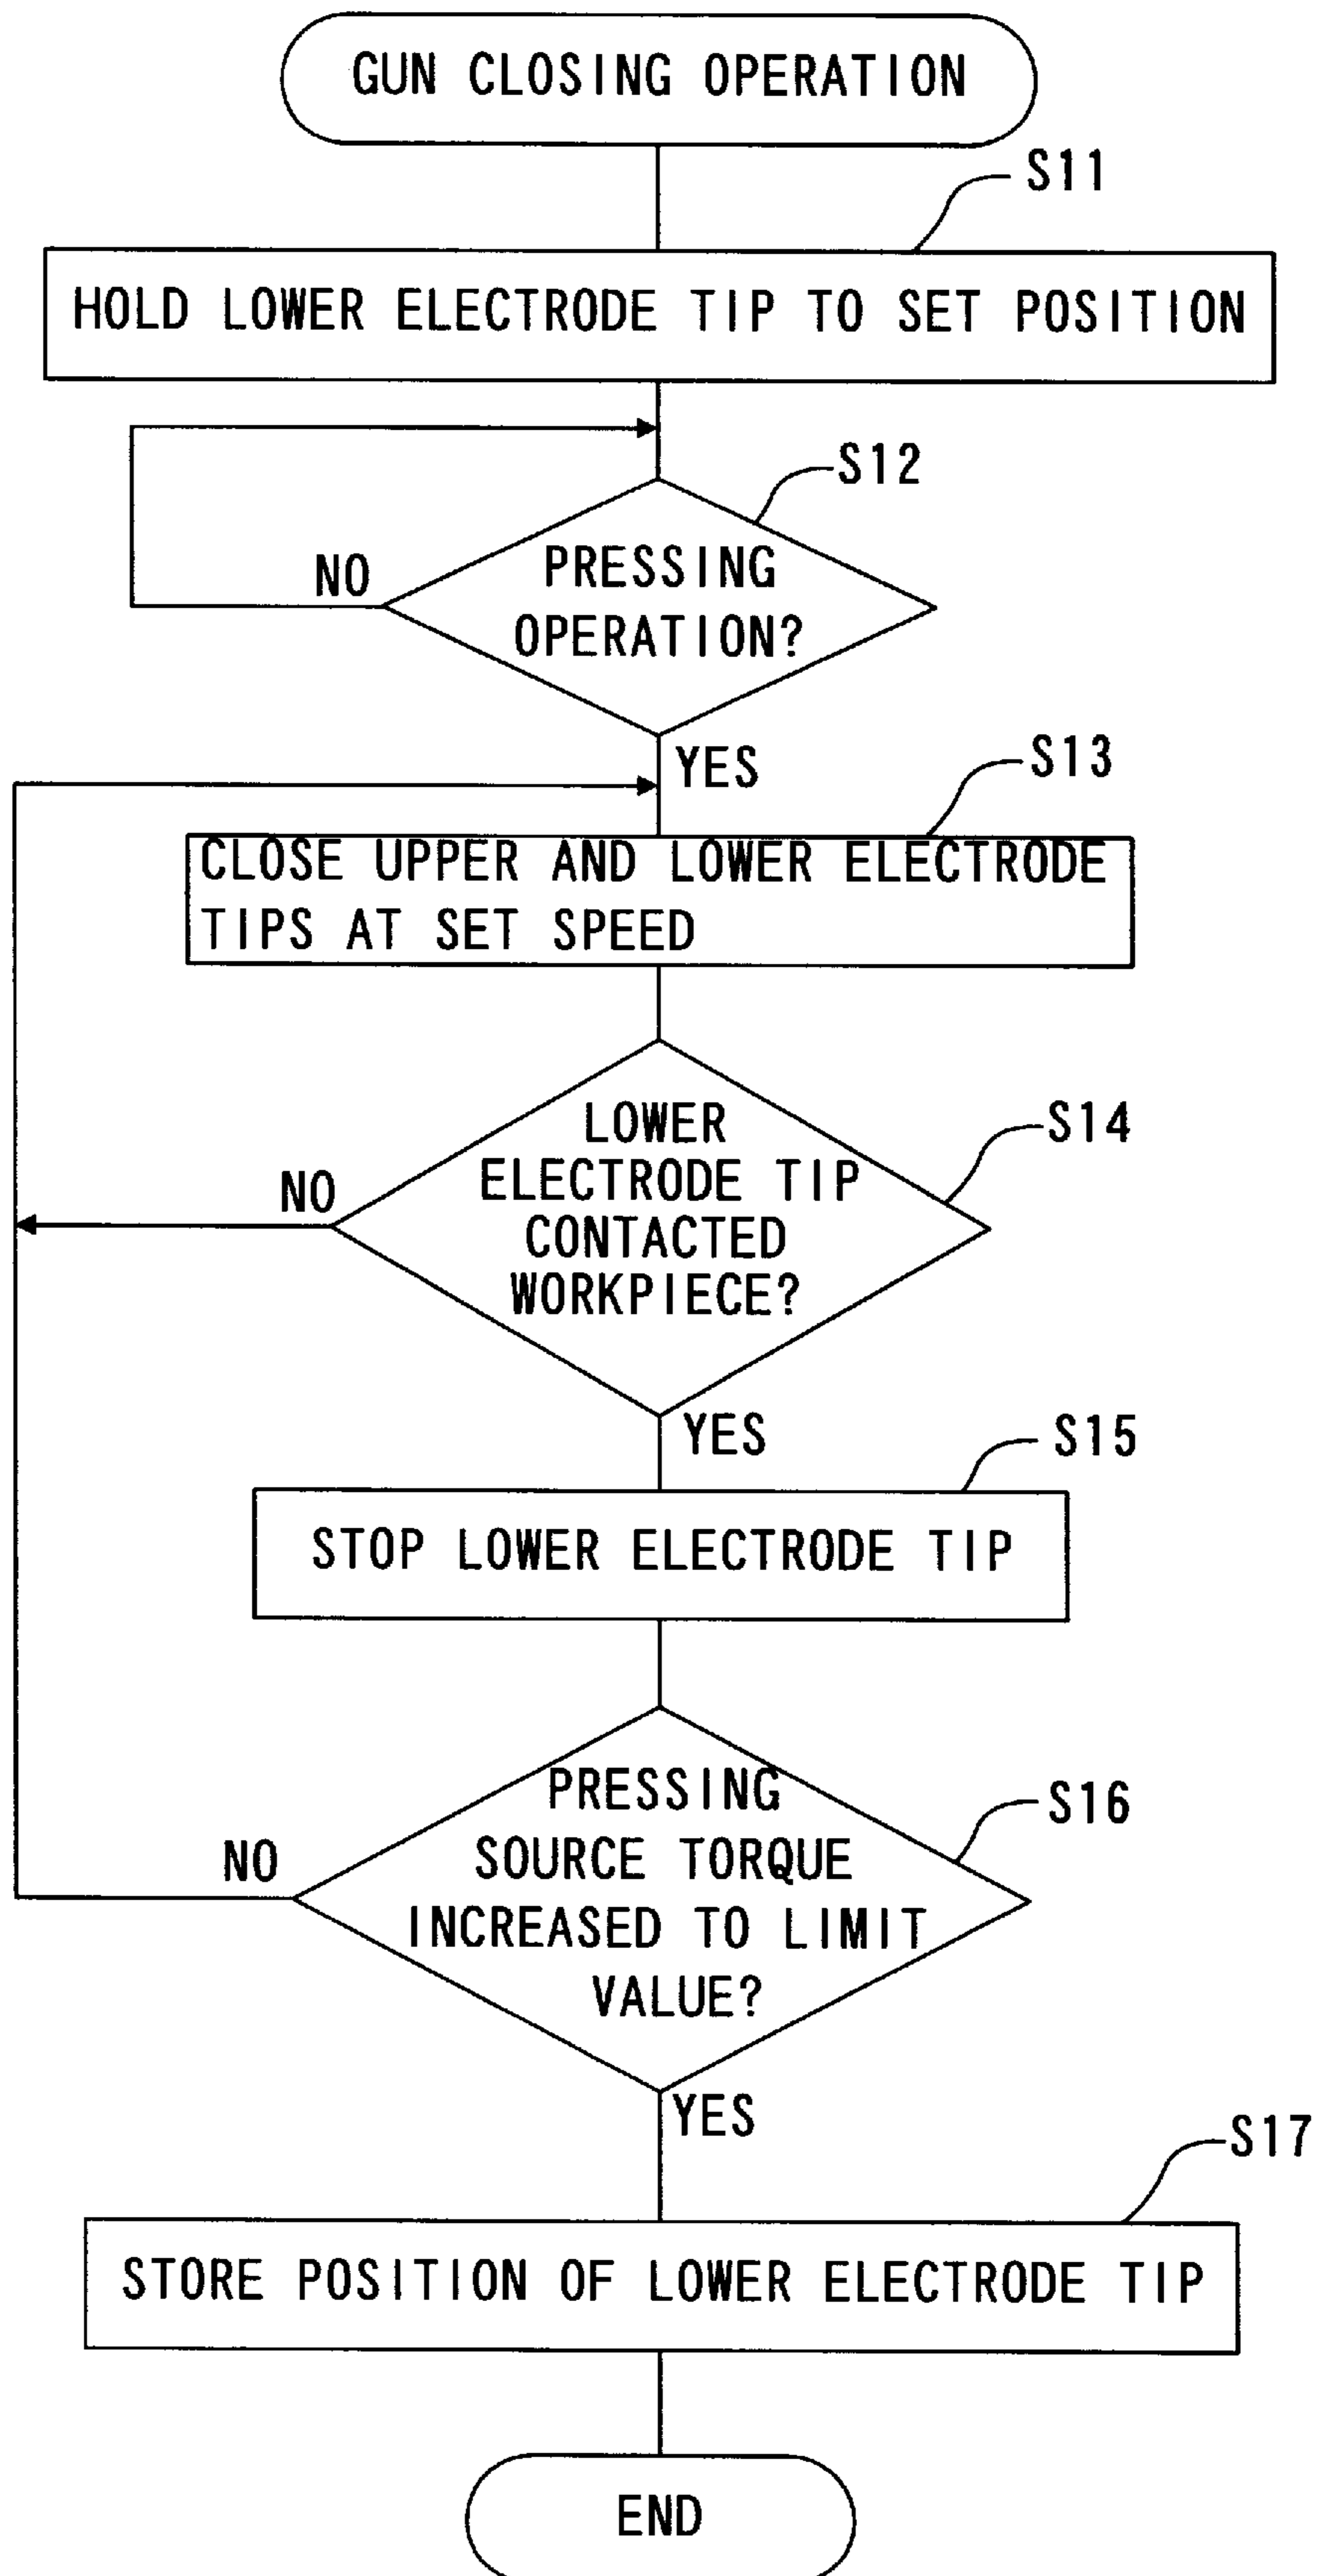 GUN CLOSING OPERATION
S11
HOLD LOWER ELECTRODE TIP TO SET POSITION
S12
NO
PRESSING
OPERATION?
YES
S13
CLOSE UPPER AND LOWER ELECTRODE
TIPS AT SET SPEED
S14
NO
LOWER
ELECTRODE TIP
CONTACTED
WORKPIECE?
YES
S15
STOP LOWER ELECTRODE TIP
S16
NO
PRESSING
SOURCE TORQUE
INCREASED TO LIMIT
VALUE?
YES
S17
STORE POSITION OF LOWER ELECTRODE TIP
END